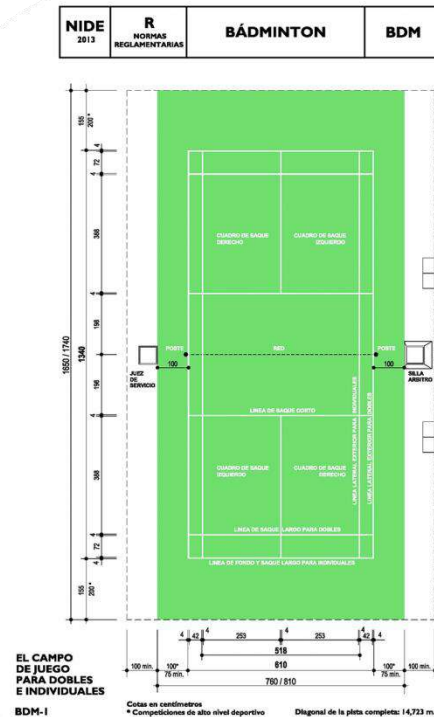 NIDE
2013
R
NORMAS
REGLAMENTARIAS
BÁDMINTON
BDM
155
200*
4
72
4
388
4
198
1650 / 1740
1340
198
4
388
4
72
4
155
200*
CUADRO DE SAQUE
DERECHO
CUADRO DE SAQUE
IZQUIERDO
POSTE
RED
POSTE
100
100
JUEZ
DE
SERVICIO
SILLA
ARBITRO
LINEA DE SAQUE CORTO
LINEA LATERAL EXTERIOR PARA INDIVIDUALES
LINEA LATERAL EXTERIOR PARA DOBLES
CUADRO DE SAQUE
IZQUIERDO
CUADRO DE SAQUE
DERECHO
LINEA DE SAQUE LARGO PARA DOBLES
LINEA DE FONDO Y SAQUE LARGO PARA INDIVIDUALES
4
42
4
253
4
253
4
42
4
518
610
100 min.
100*
75 min.
100*
75 min.
100 min.
760 / 810
EL CAMPO
DE JUEGO
PARA DOBLES
E INDIVIDUALES
BDM-1
Cotas en centímetros
* Competiciones de alto nivel deportivo
Diagonal de la pista completa: 14,723 m